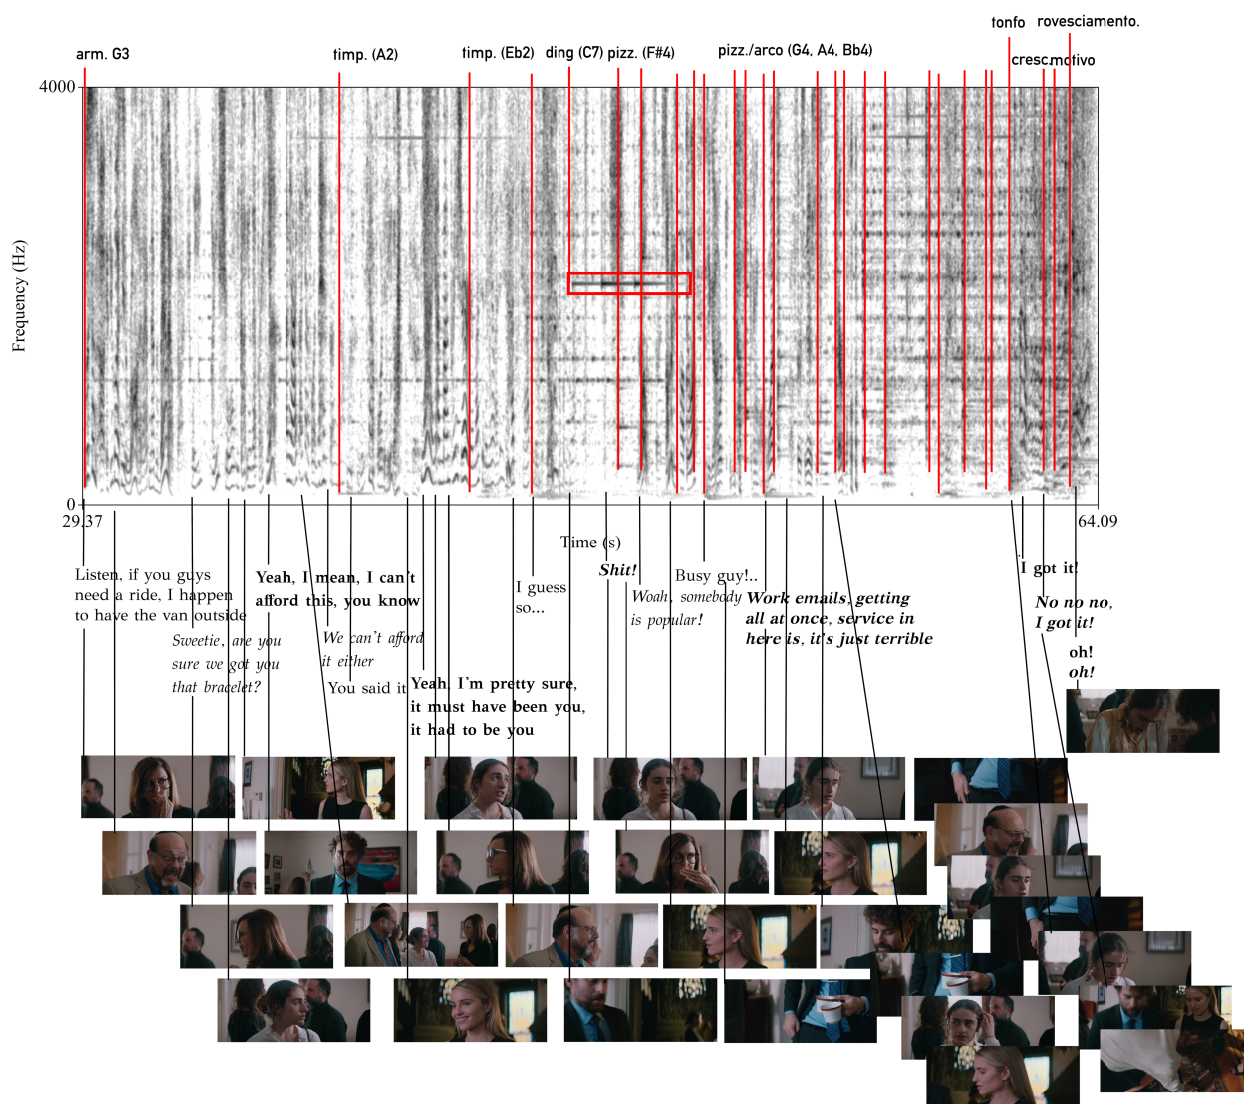 tonfo
rovesciamento.
arm. G3
timp. (A2)
timp. (Eb2)
ding (C7)
pizz. (F#4)
pizz./arco (G4, A4, Bb4)
cresc.
motivo
4000
Frequency (Hz)
0
29.37
64.09
Time (s)
Listen, if you guys
need a ride, I happen
to have the van outside
Sweetie, are you
sure we got you
that bracelet?
Yeah, I mean, I can't
afford this, you know
We can't afford
it either
You said it
Yeah, I'm pretty sure,
it must have been you,
it had to be you
I guess
so...
Shit!
Woah, somebody
is popular!
Busy guy!..
Work emails, getting
all at once, service in
here is, it's just terrible
I got it!
No no no,
I got it!
oh!
oh!